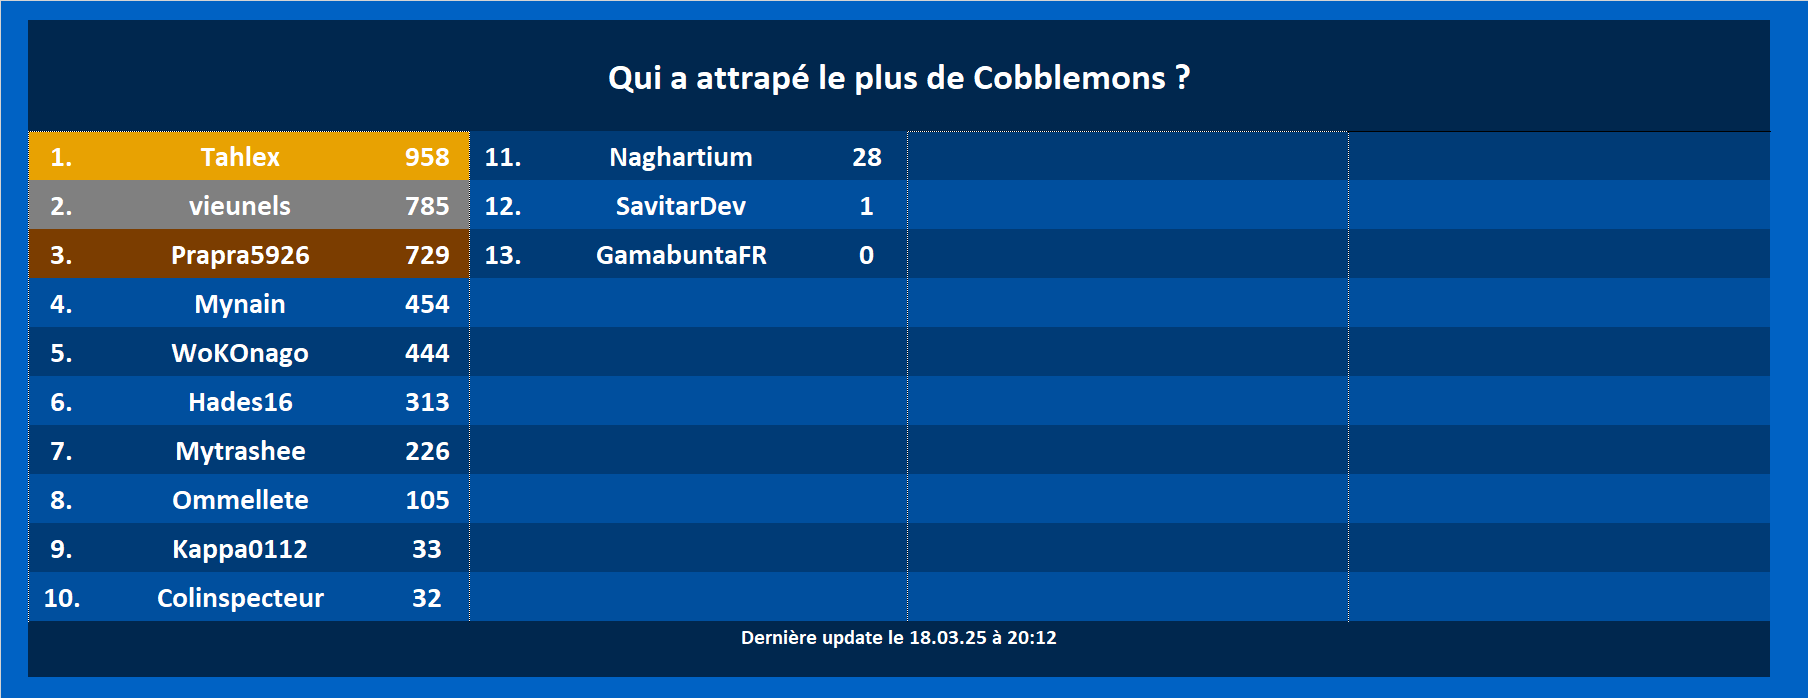 Qui a attrapé le plus de Cobblemons ?
1. Tahlex 958
2. vieunels 785
3. Prapra5926 729
4. Mynain 454
5. WoKOnago 444
6. Hades16 313
7. Mytrashee 226
8. Ommellete 105
9. Kappa0112 33
10. Colinspecteur 32
11. Naghartium 28
12. SavitarDev 1
13. GamabuntaFR 0
Dernière update le 18.03.25 à 20:12